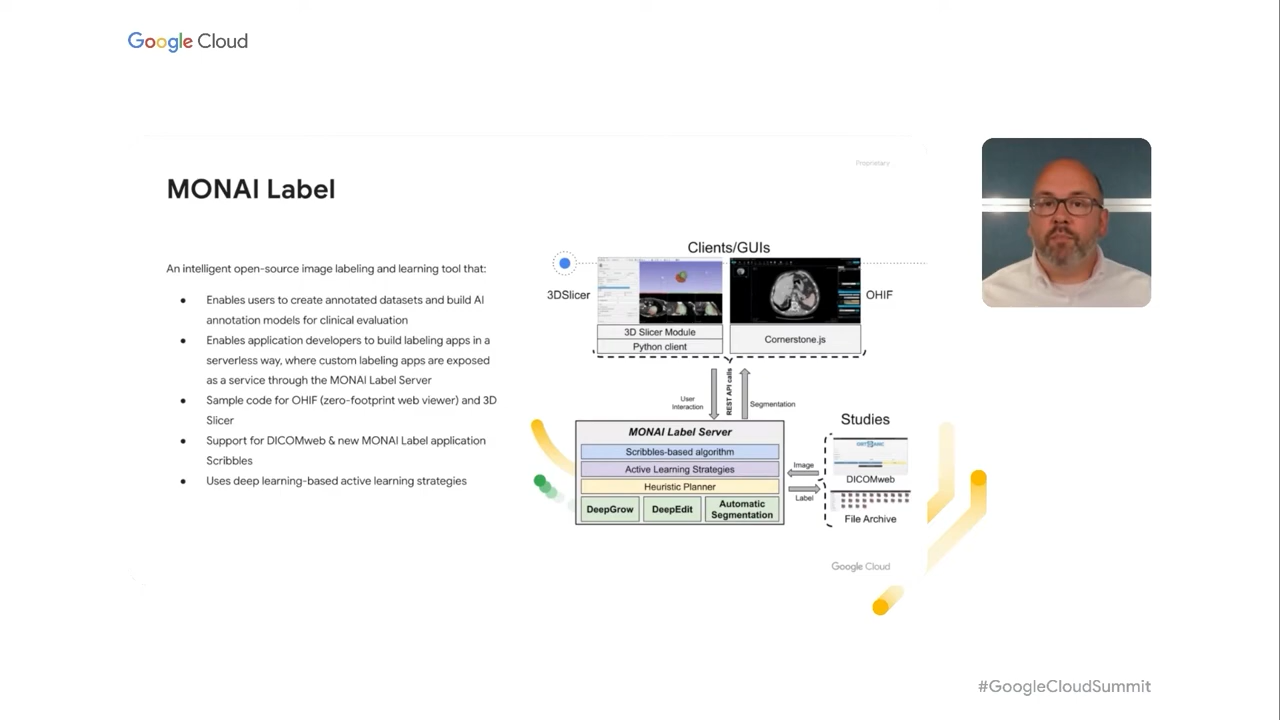 Google Cloud
Proprietary
MONAI Label
An intelligent open-source image labeling and learning tool that:
● Enables users to create annotated datasets and build AI
annotation models for clinical evaluation
● Enables application developers to build labeling apps in a
serverless way, where custom labeling apps are exposed
as a service through the MONAI Label Server
● Sample code for OHIF (zero-footprint web viewer) and 3D
Slicer
● Support for DICOMweb & new MONAI Label application
Scribbles
● Uses deep learning-based active learning strategies
Clients/GUIs
3DSlicer
OHIF
3D Slicer Module
Python client
Cornerstone.js
User
Interaction
REST API calls
Segmentation
MONAI Label Server
Scribbles-based algorithm
Active Learning Strategies
Heuristic Planner
DeepGrow
DeepEdit
Automatic
Segmentation
Image
Label
Studies
DICOMweb
File Archive
Google Cloud
#GoogleCloudSummit